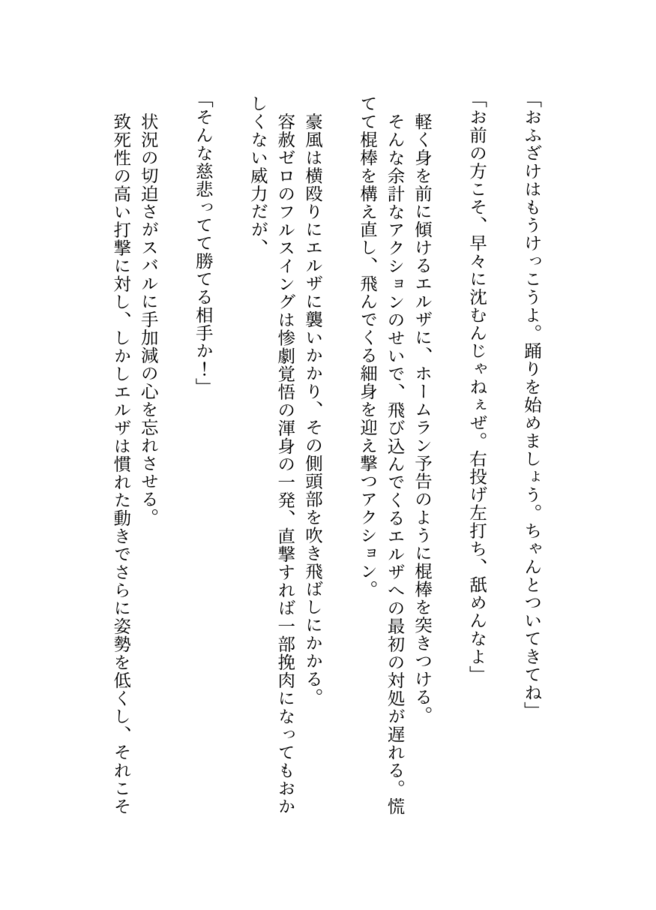 「おふざけはもうけっこうよ。踊りを始めましょう。ちゃんとついてきてね」
「お前の方こそ、早々に沈むんじゃねぇぜ。右投げ左打ち、舐めんなよ」
軽く身を前に傾けるエルザに、ホームラン予告のように棍棒を突きつける。
そんな余計なアクションのせいで、飛び込んでくるエルザへの最初の対処が遅れる。慌
てて棍棒を構え直し、飛んでくる細身を迎え撃つアクション。
豪風は横殴りにエルザに襲いかかり、その側頭部を吹き飛ばしにかかる。
容赦ゼロのフルスイングは惨劇覚悟の渾身の一発、直撃すれば一部挽肉になってもおか
しくない威力だが、
「そんな慈悲ってて勝てる相手か！」
状況の切迫さがスバルに手加減の心を忘れさせる。
致死性の高い打撃に対し、しかしエルザは慣れた動きでさらに姿勢を低くし、それこそ